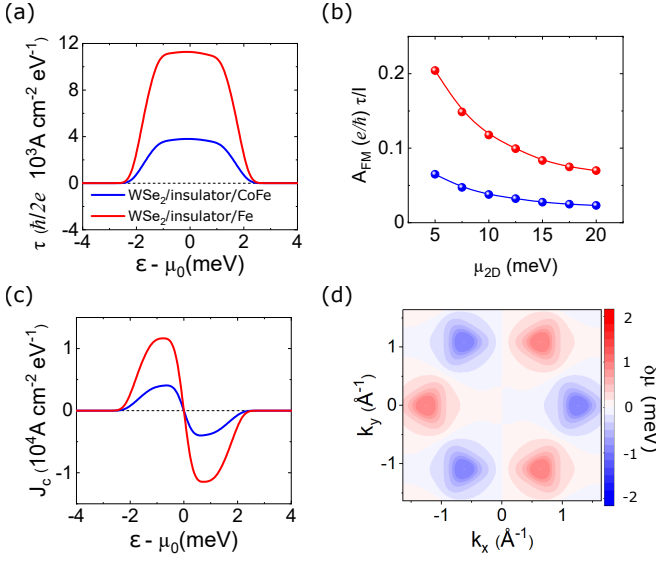 (a)
τ (ℏ/2e 10³A cm⁻² eV⁻¹)
12
8
4
0
-4
WSe₂/insulator/CoFe
WSe₂/insulator/Fe
-4 -2 0 2 4
ε - μ₀(meV)
(b)
A_FM (e/ℏ) τ/I
0.2
0.1
0
5 10 15 20
μ₂D (meV)
(c)
J_c (10⁴A cm⁻² eV⁻¹)
1
0
-1
-4 -2 0 2 4
ε - μ₀(meV)
(d)
k_y (Å⁻¹)
1
0
-1
-1 0 1
k_x (Å⁻¹)
2
1
0
-1
-2
δμ (meV)